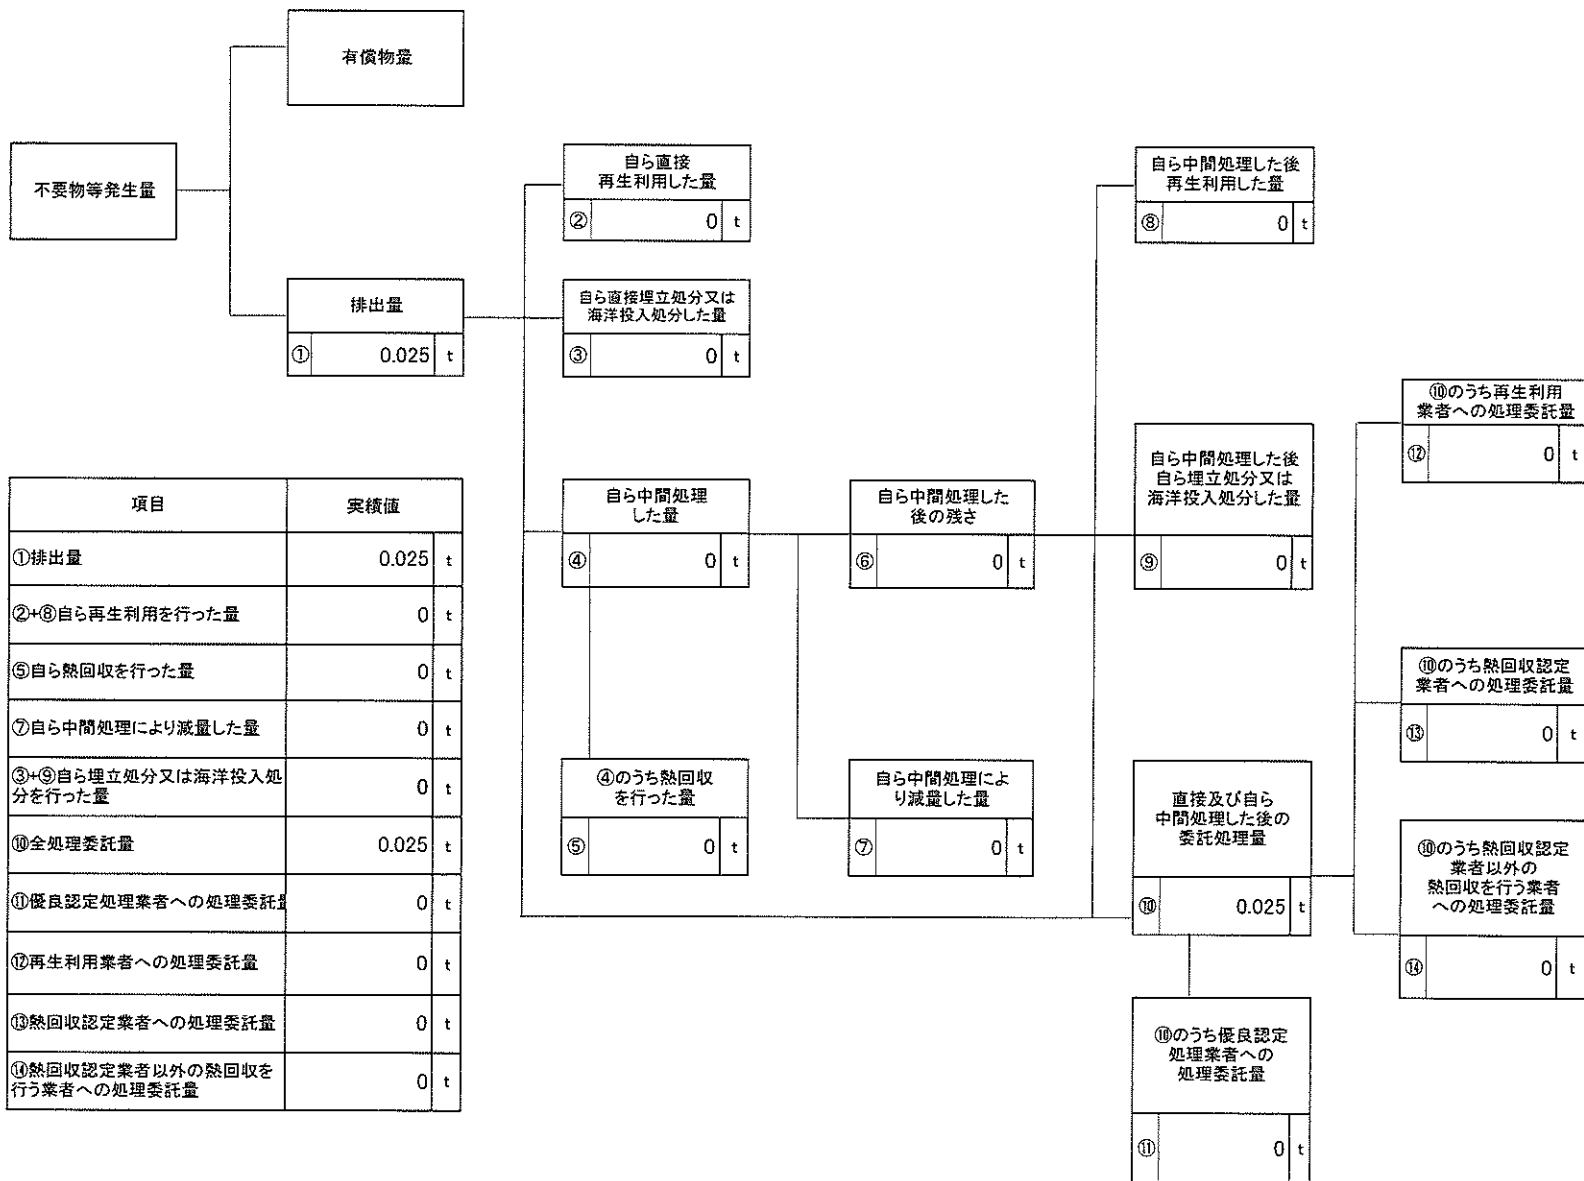 有償物量
不要物等発生量
排出量
① 0.025 t
自ら直接
再生利用した量
② 0 t
自ら直接埋立処分又は
海洋投入処分した量
③ 0 t
自ら中間処理
した量
④ 0 t
④のうち熱回収
を行った量
⑤ 0 t
自ら中間処理した
後の残さ
⑥ 0 t
自ら中間処理によ
り減量した量
⑦ 0 t
自ら中間処理した後
再生利用した量
⑧ 0 t
自ら中間処理した後
自ら埋立処分又は
海洋投入処分した量
⑨ 0 t
直接及び自ら
中間処理した後の
委託処理量
⑩ 0.025 t
⑩のうち優良認定
処理業者への
処理委託量
⑪ 0 t
⑩のうち再生利用
業者への処理委託量
⑫ 0 t
⑩のうち熱回収認定
業者への処理委託量
⑬ 0 t
⑩のうち熱回収認定
業者以外の
熱回収を行う業者
への処理委託量
⑭ 0 t
項目 実績値
①排出量 0.025 t
②+⑧自ら再生利用を行った量 0 t
⑤自ら熱回収を行った量 0 t
⑦自ら中間処理により減量した量 0 t
③+⑨自ら埋立処分又は海洋投入処
分を行った量 0 t
⑩全処理委託量 0.025 t
⑪優良認定処理業者への処理委託量 0 t
⑫再生利用業者への処理委託量 0 t
⑬熱回収認定業者への処理委託量 0 t
⑭熱回収認定業者以外の熱回収を
行う業者への処理委託量 0 t